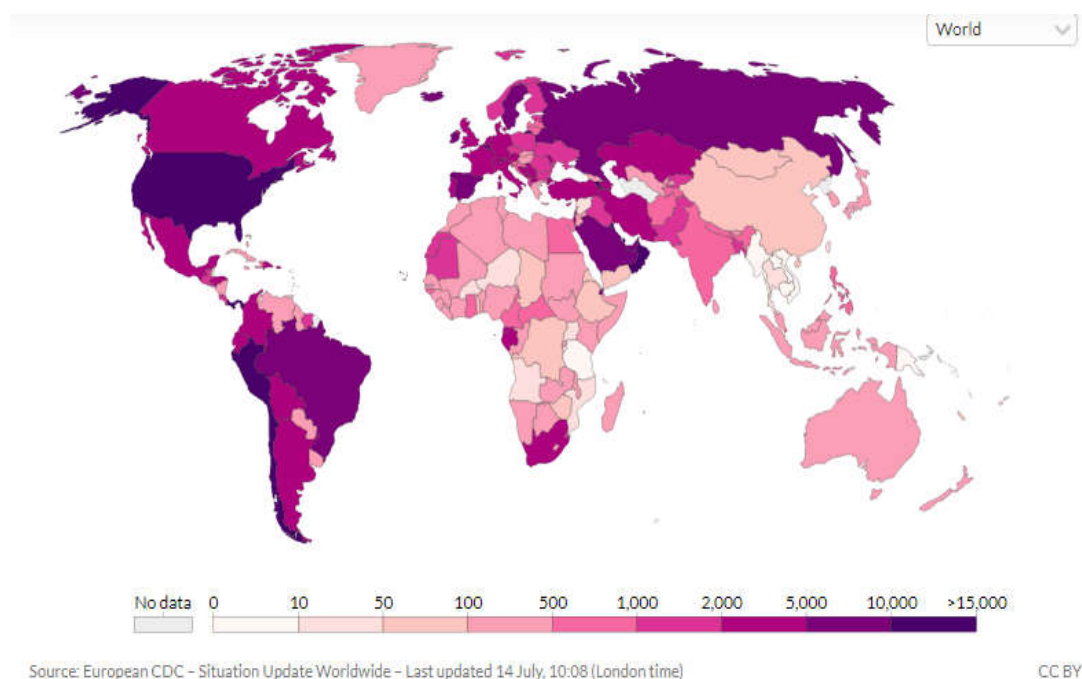 World
No data 0 10 50 100 500 1,000 2,000 5,000 10,000 >15,000
Source: European CDC – Situation Update Worldwide – Last updated 14 July, 10:08 (London time) CC BY